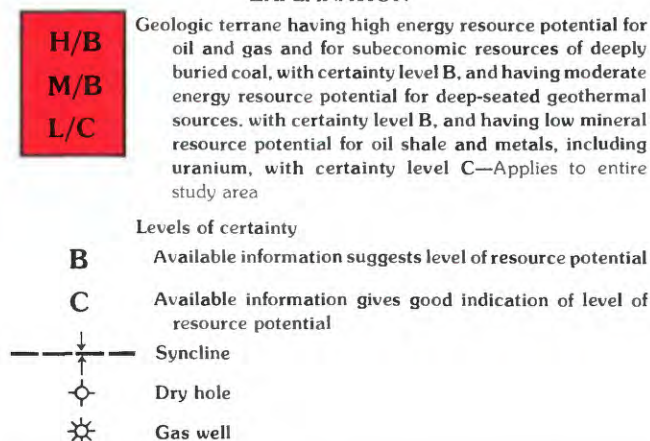 H/B
M/B
L/C
Geologic terrane having high energy resource potential for
oil and gas and for subeconomic resources of deeply
buried coal, with certainty level B, and having moderate
energy resource potential for deep-seated geothermal
sources. with certainty level B, and having low mineral
resource potential for oil shale and metals, including
uranium, with certainty level C—Applies to entire
study area
Levels of certainty
B Available information suggests level of resource potential
C Available information gives good indication of level of
resource potential
Syncline
Dry hole
Gas well